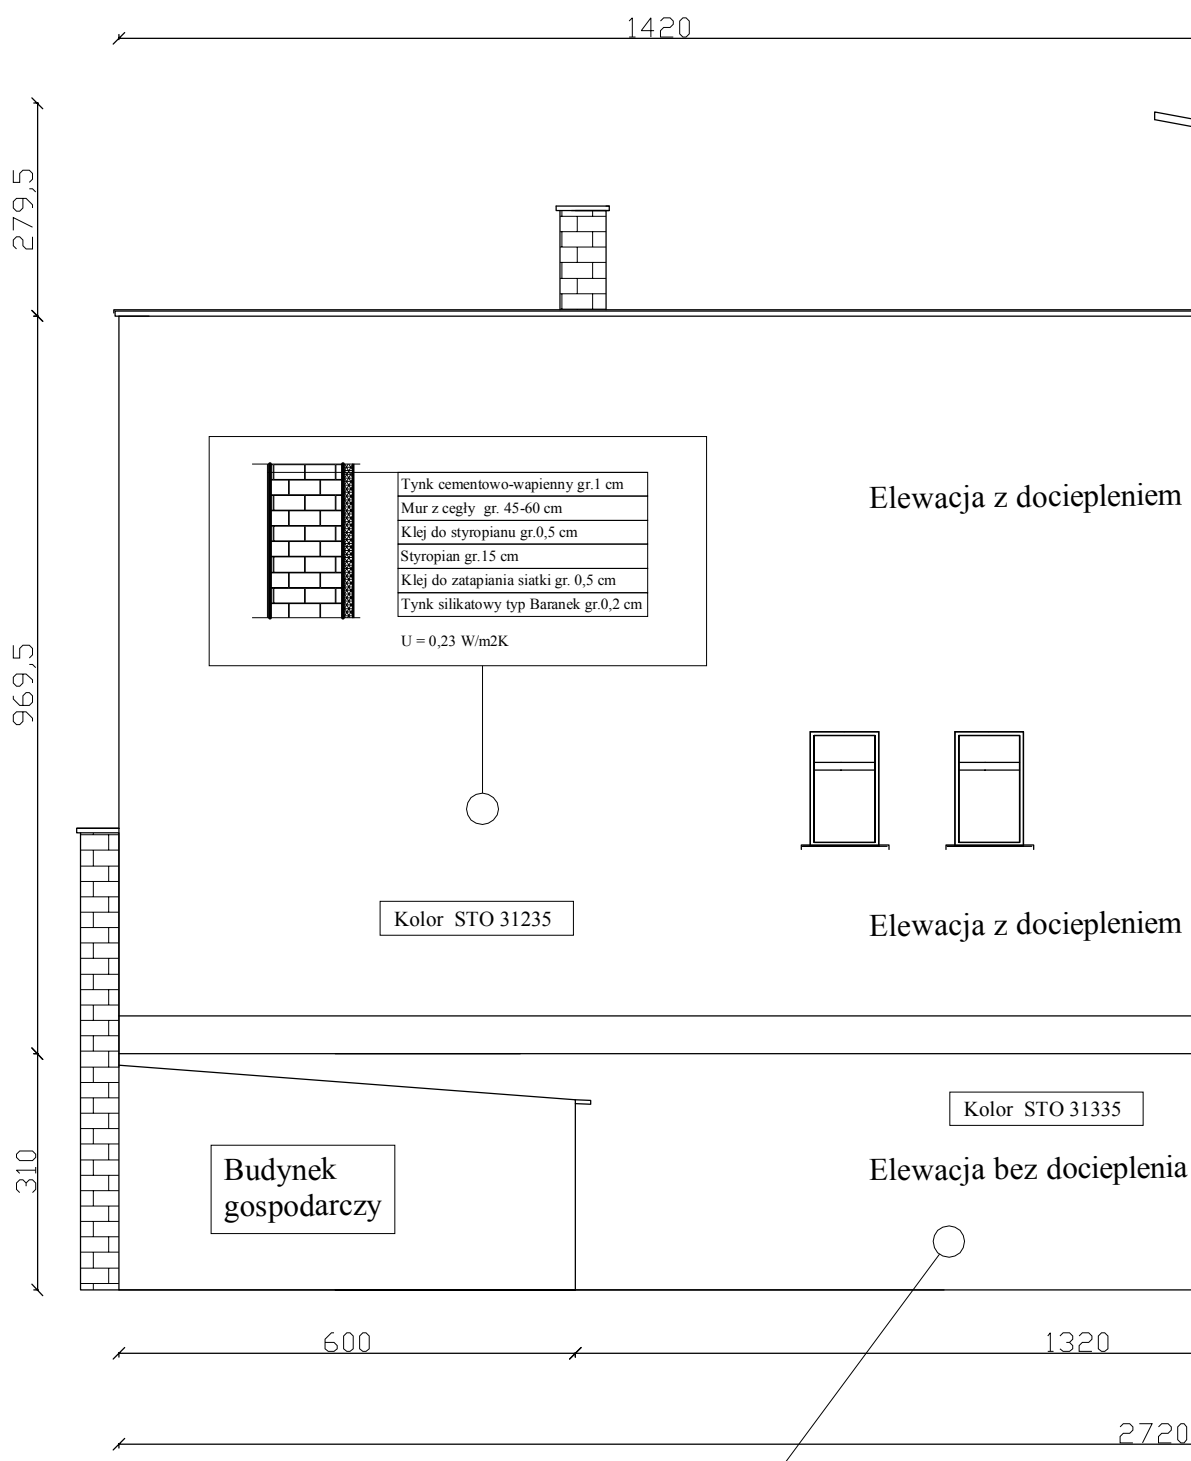 1420
279,5
Tynk cementowo-wapienny gr.1 cm
Mur z cegły gr. 45-60 cm
Klej do styropianu gr.0,5 cm
Styropian gr.15 cm
Klej do zatapiania siatki gr. 0,5 cm
Tynk silikatowy typ Baranek gr.0,2 cm
U = 0,23 W/m2K
Elewacja z dociepleniem
969,5
Kolor STO 31235
Elewacja z dociepleniem
Kolor STO 31335
310
Budynek
gospodarczy
Elewacja bez docieplenia
600
1320
2720